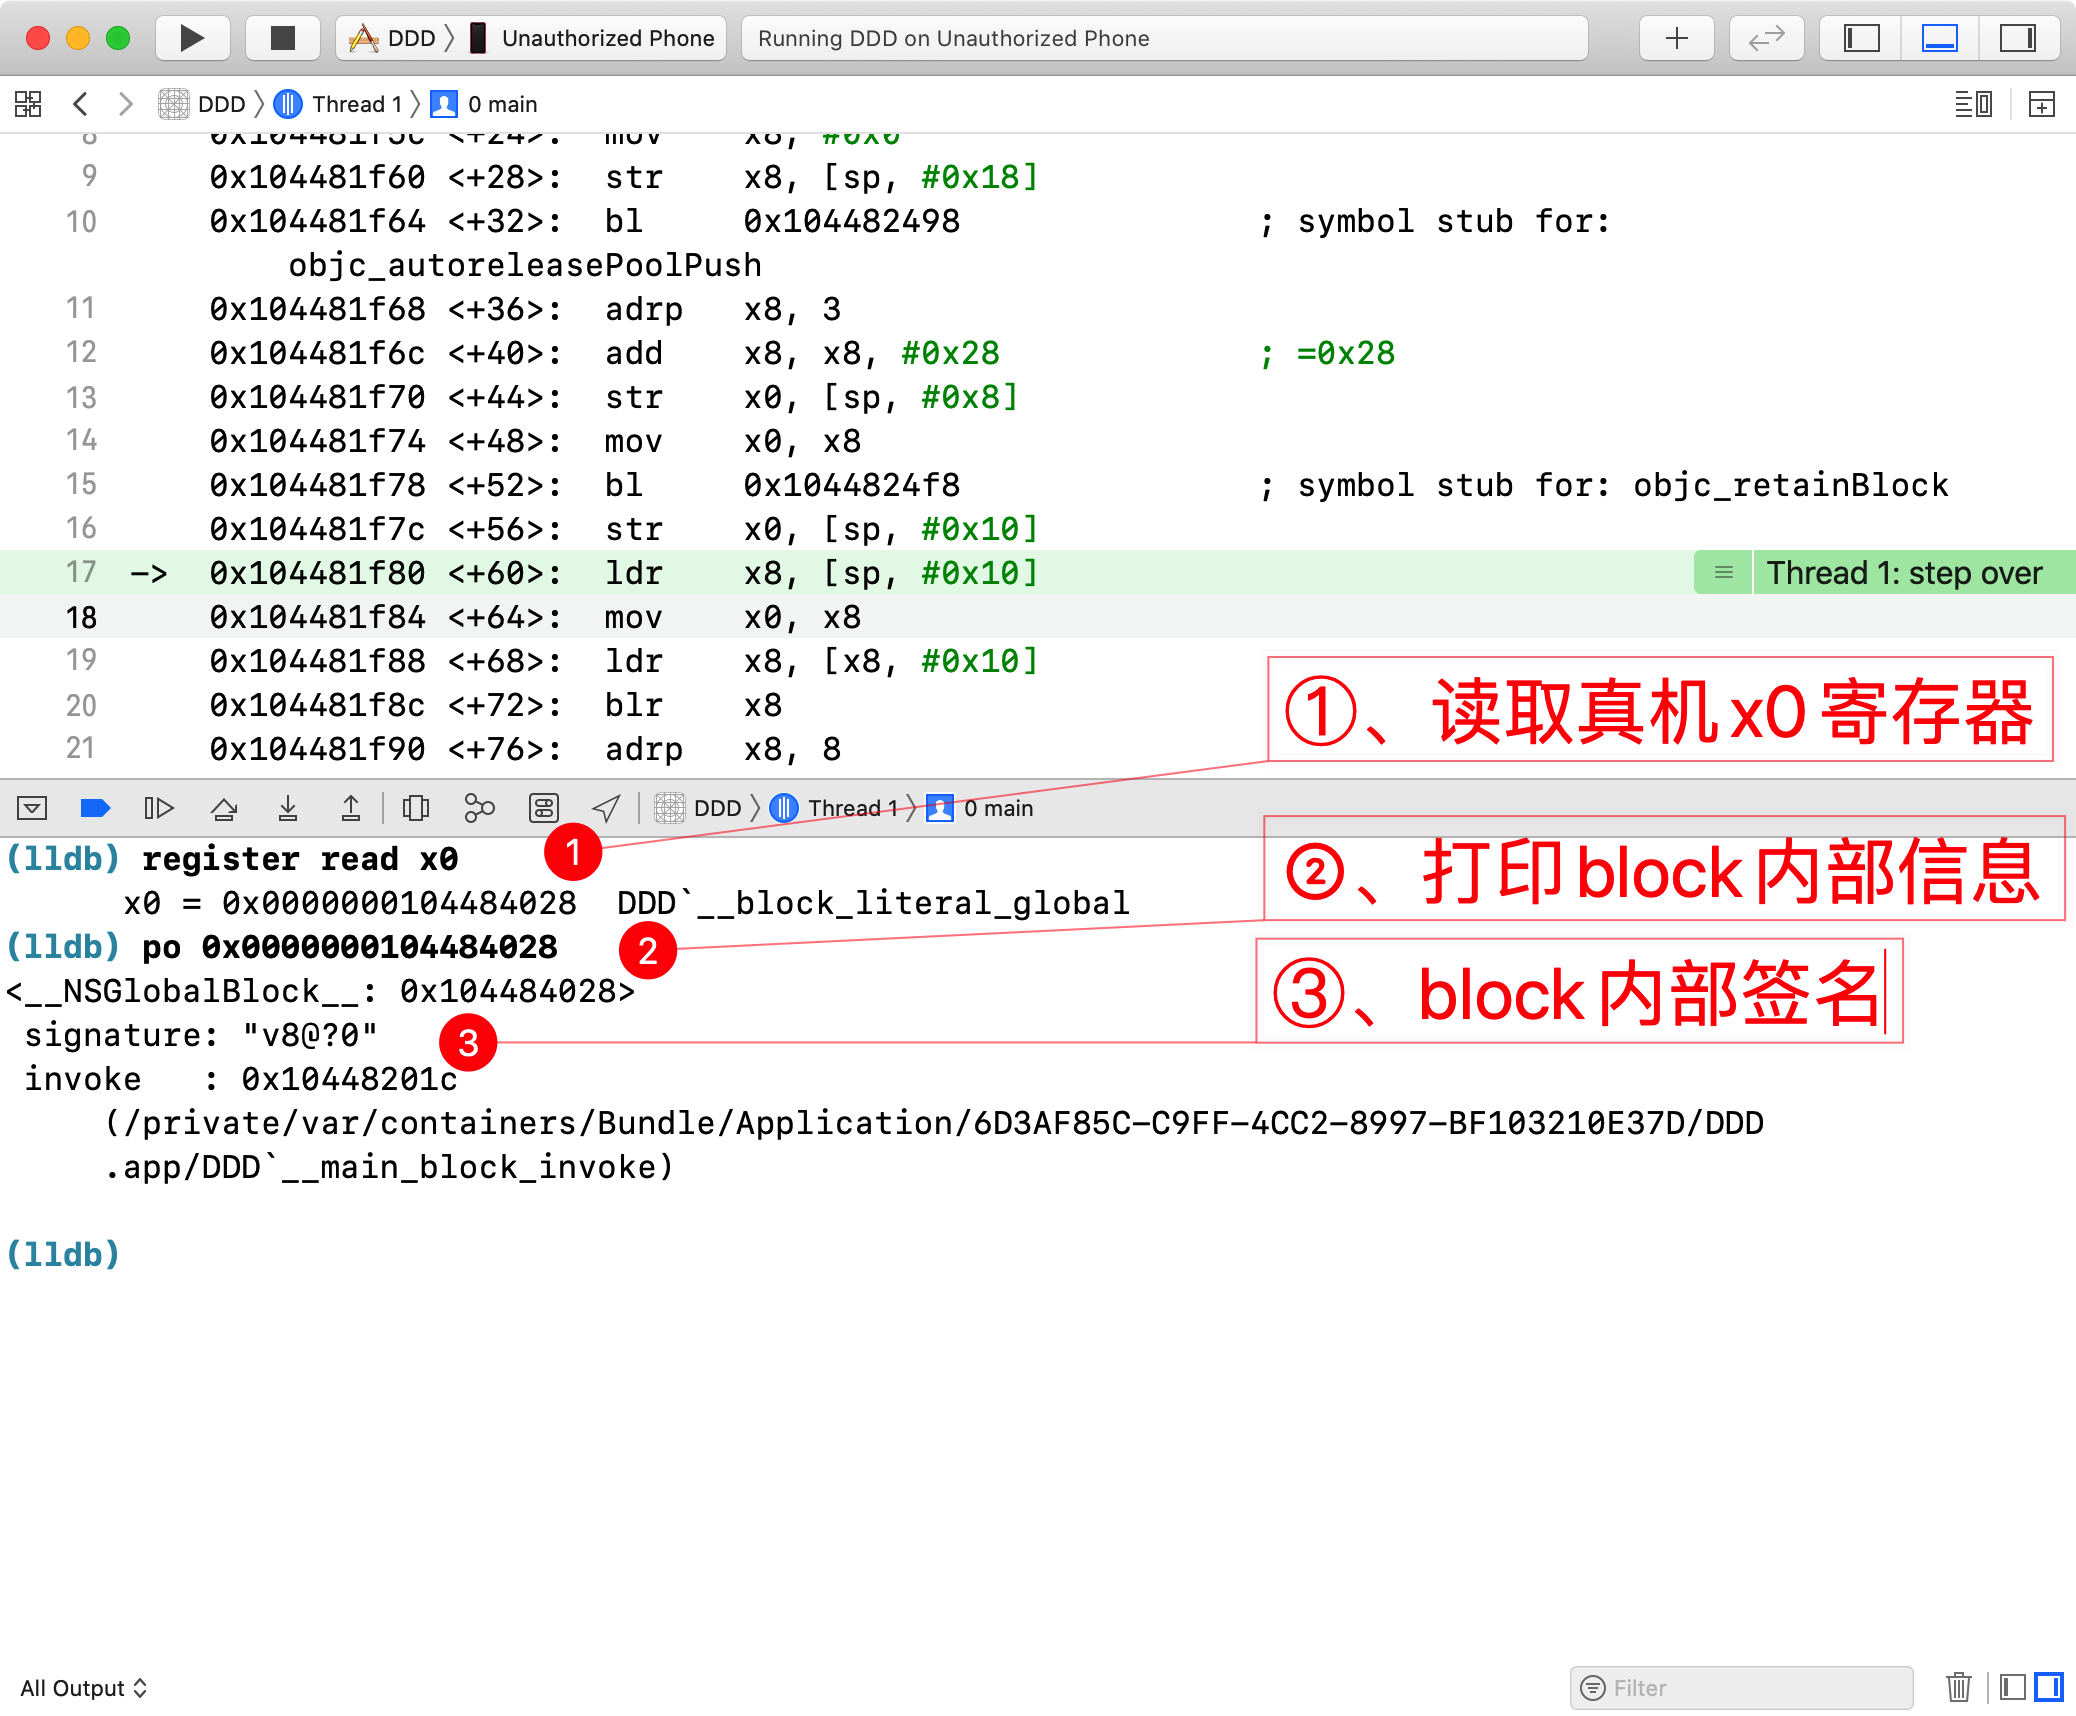 DDD 〉 Unauthorized Phone
Running DDD on Unauthorized Phone
DDD 〉 Thread 1 〉 0 main
8 0x104481f5c <+24>: mov x8, #0x0
9 0x104481f60 <+28>: str x8, [sp, #0x18]
10 0x104481f64 <+32>: bl 0x104482498 ; symbol stub for:
objc_autoreleasePoolPush
11 0x104481f68 <+36>: adrp x8, 3
12 0x104481f6c <+40>: add x8, x8, #0x28 ; =0x28
13 0x104481f70 <+44>: str x0, [sp, #0x8]
14 0x104481f74 <+48>: mov x0, x8
15 0x104481f78 <+52>: bl 0x1044824f8 ; symbol stub for: objc_retainBlock
16 0x104481f7c <+56>: str x0, [sp, #0x10]
17 -> 0x104481f80 <+60>: ldr x8, [sp, #0x10] Thread 1: step over
18 0x104481f84 <+64>: mov x0, x8
19 0x104481f88 <+68>: ldr x8, [x8, #0x10]
20 0x104481f8c <+72>: blr x8
21 0x104481f90 <+76>: adrp x8, 8
①、读取真机x0寄存器
DDD 〉 Thread 1 〉 0 main
(lldb) register read x0
1
②、打印block内部信息
x0 = 0x0000000104484028 DDD`__block_literal_global
(lldb) po 0x0000000104484028
2
③、block内部签名
<__NSGlobalBlock__: 0x104484028>
signature: "v8@?0"
3
invoke : 0x10448201c
(/private/var/containers/Bundle/Application/6D3AF85C-C9FF-4CC2-8997-BF103210E37D/DDD
.app/DDD`__main_block_invoke)
(lldb)
All Output
Filter